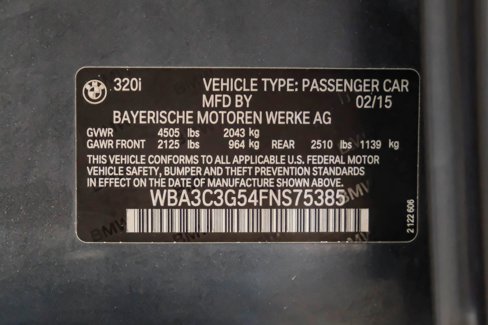 BMW 320i VEHICLE TYPE: PASSENGER CAR
MFD BY 02/15
BAYERISCHE MOTOREN WERKE AG
GVWR 4505 lbs 2043 kg
GAWR FRONT 2125 lbs 964 kg REAR 2510 lbs 1139 kg
THIS VEHICLE CONFORMS TO ALL APPLICABLE U.S. FEDERAL MOTOR
VEHICLE SAFETY, BUMPER AND THEFT PREVENTION STANDARDS
IN EFFECT ON THE DATE OF MANUFACTURE SHOWN ABOVE.
WBA3C3G54FNS75385
2 122 606